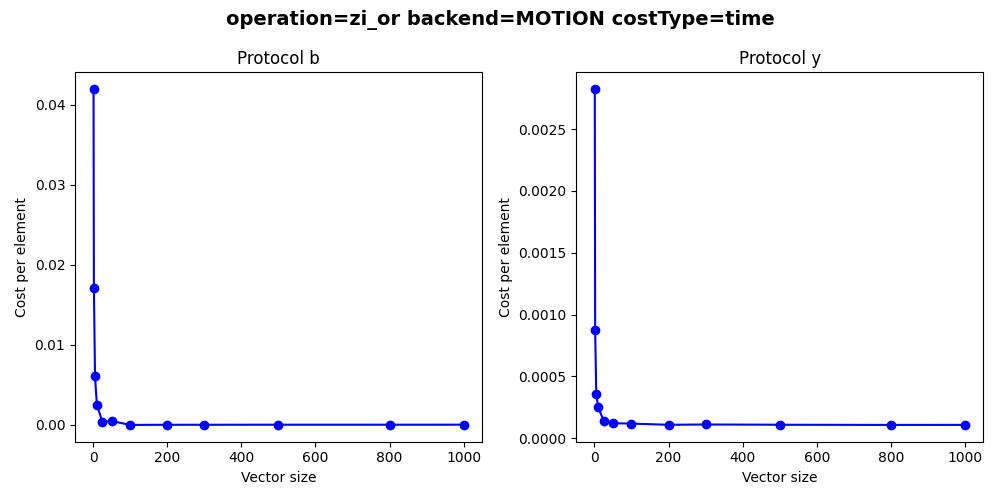 operation=zi_or backend=MOTION costType=time
Protocol b
Protocol y
Cost per element
0.04
0.03
0.02
0.01
0.00
0 200 400 600 800 1000
Vector size
Cost per element
0.0025
0.0020
0.0015
0.0010
0.0005
0.0000
0 200 400 600 800 1000
Vector size